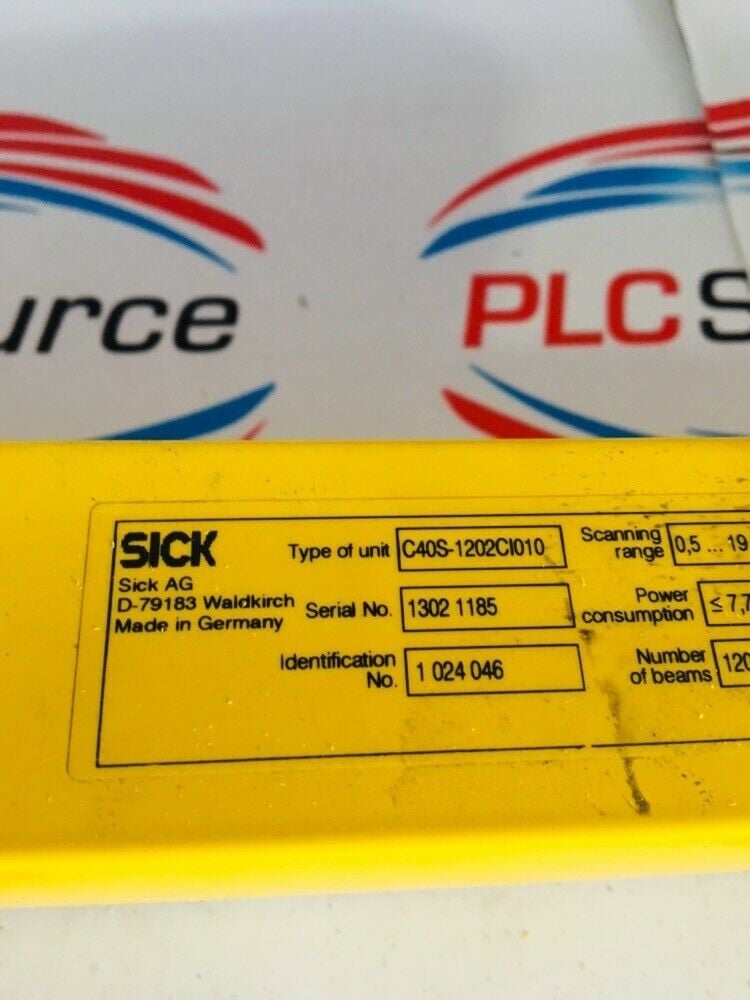 urce
PLC S
SICK
Sick AG
D-79183 Waldkirch
Made in Germany
Type of unit C40S-1202CI010
Serial No. 1302 1185
Identification
No. 1 024 046
Scanning
range 0,5 ... 19
Power
consumption ≤ 7,7
Number
of beams 120